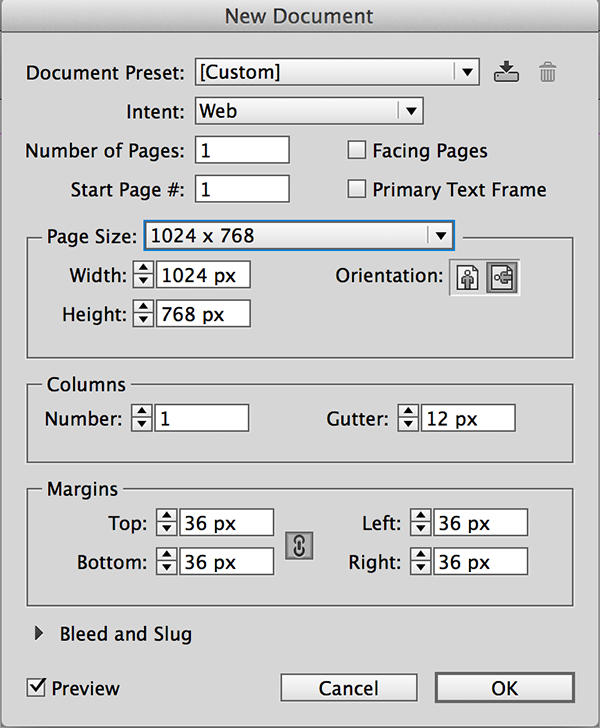 New Document
Document Preset: [Custom]
Intent: Web
Number of Pages: 1 Facing Pages
Start Page #: 1 Primary Text Frame
Page Size: 1024 x 768
Width: 1024 px Orientation:
Height: 768 px
Columns
Number: 1 Gutter: 12 px
Margins
Top: 36 px Left: 36 px
Bottom: 36 px Right: 36 px
Bleed and Slug
Preview Cancel OK